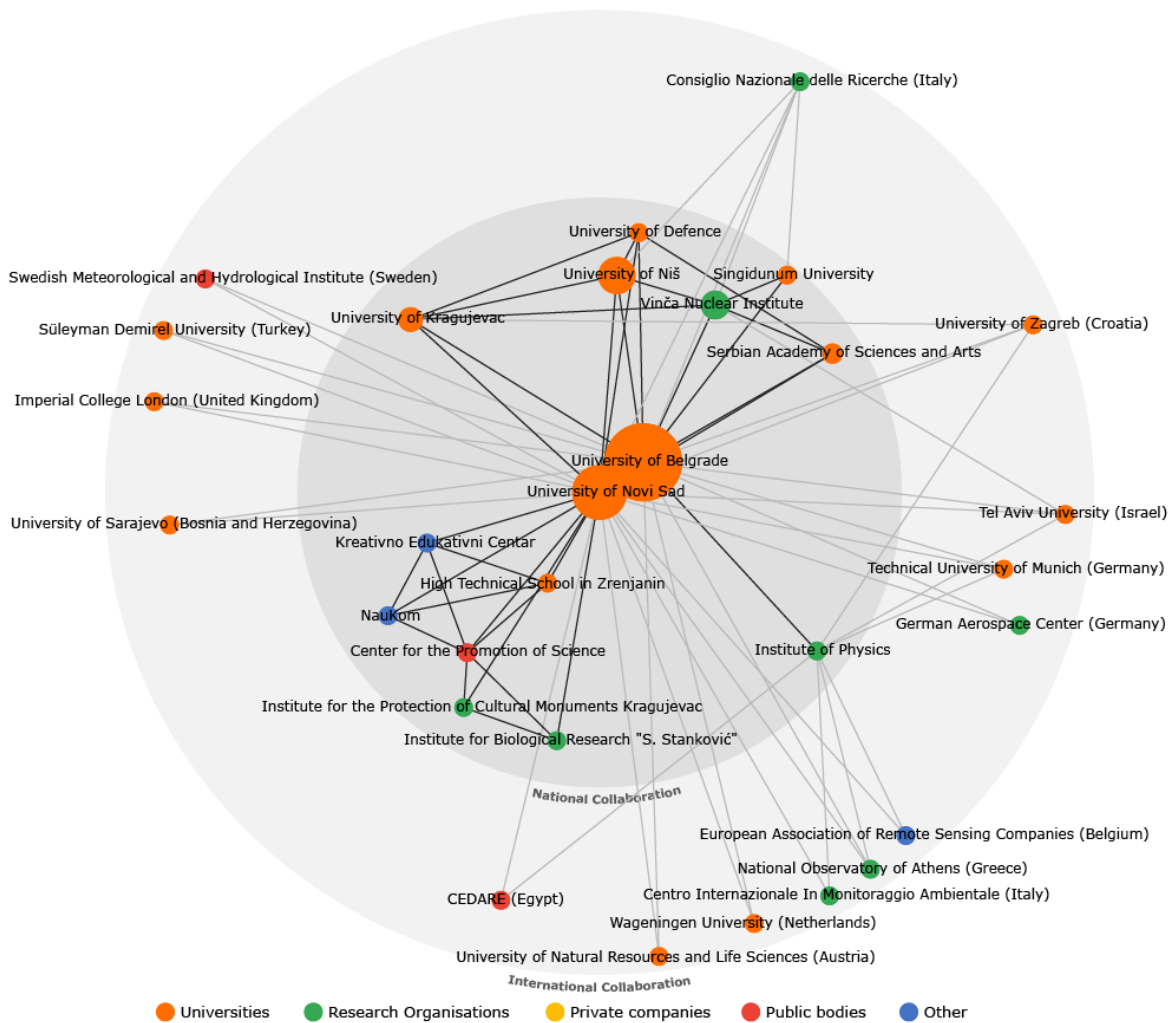 Consiglio Nazionale delle Ricerche (Italy)
University of Defence
University of Niš
Singidunum University
Swedish Meteorological and Hydrological Institute (Sweden)
Vinča Nuclear Institute
University of Kragujevac
University of Zagreb (Croatia)
Süleyman Demirel University (Turkey)
Serbian Academy of Sciences and Arts
Imperial College London (United Kingdom)
University of Belgrade
University of Novi Sad
Tel Aviv University (Israel)
University of Sarajevo (Bosnia and Herzegovina)
Kreativno Edukativni Centar
Technical University of Munich (Germany)
High Technical School in Zrenjanin
NauKom
German Aerospace Center (Germany)
Center for the Promotion of Science
Institute of Physics
Institute for the Protection of Cultural Monuments Kragujevac
Institute for Biological Research "S. Stanković"
National Collaboration
European Association of Remote Sensing Companies (Belgium)
National Observatory of Athens (Greece)
Centro Internazionale In Monitoraggio Ambientale (Italy)
CEDARE (Egypt)
Wageningen University (Netherlands)
University of Natural Resources and Life Sciences (Austria)
International Collaboration
Universities
Research Organisations
Private companies
Public bodies
Other